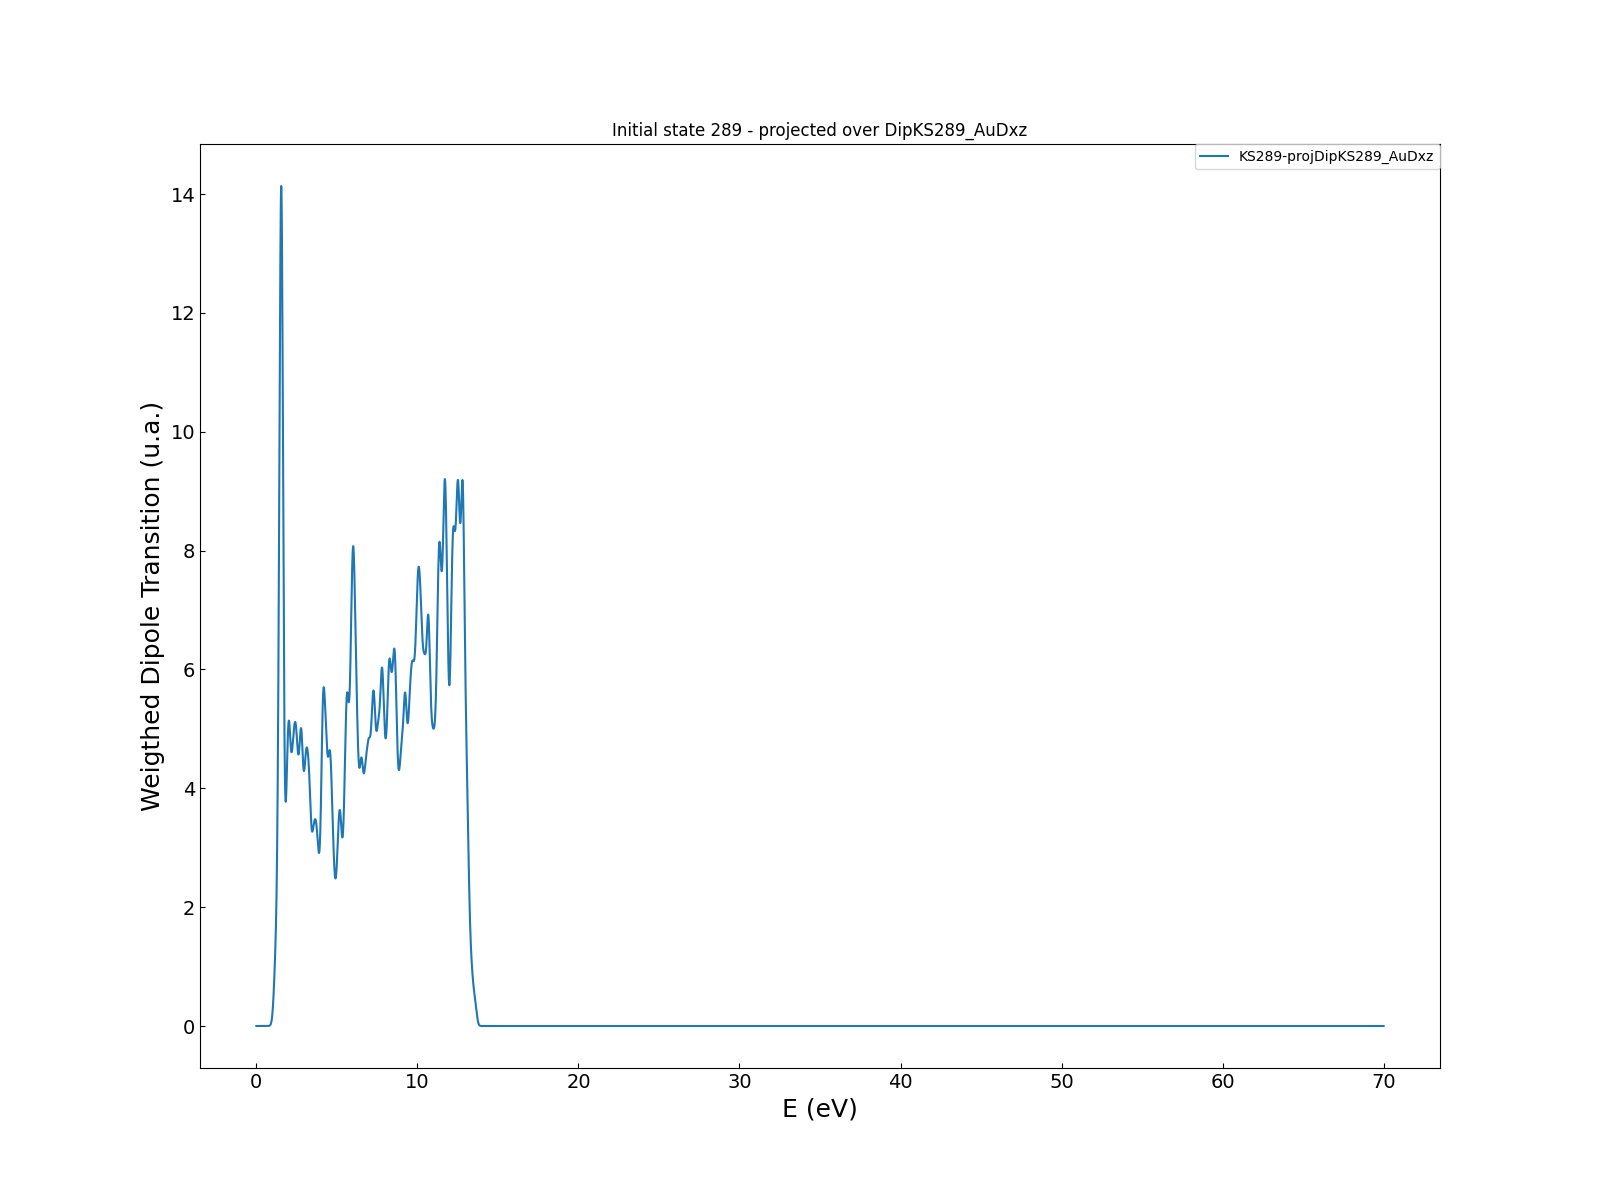 Initial state 289 - projected over DipKS289_AuDxz
KS289-projDipKS289_AuDxz
14
12
10
8
6
4
2
0
Weigthed Dipole Transition (u.a.)
0 10 20 30 40 50 60 70
E (eV)